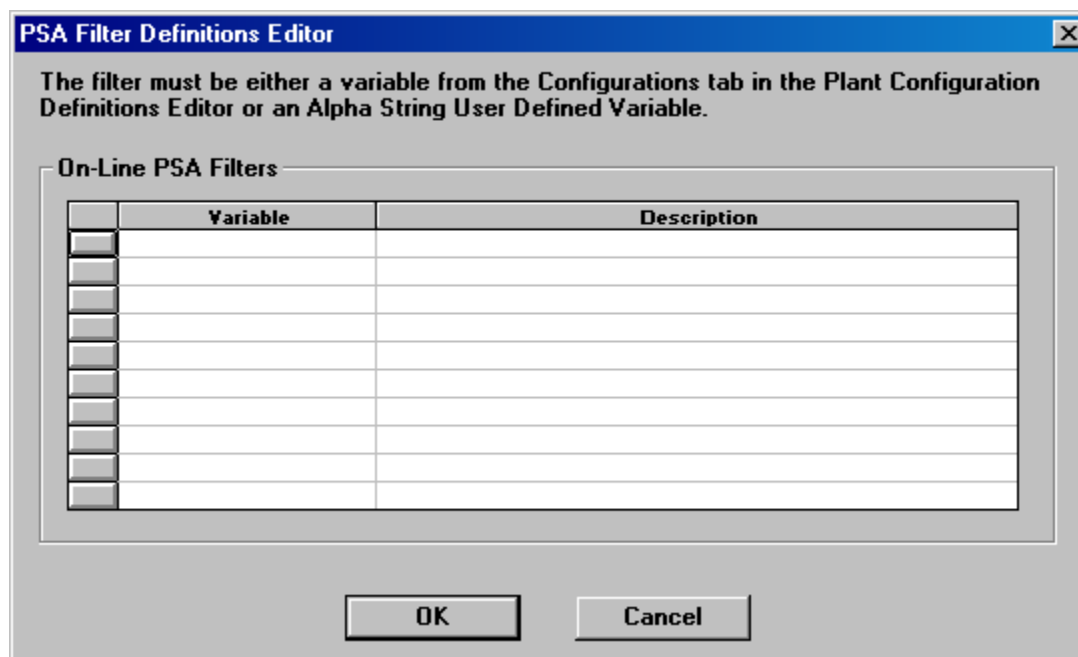 PSA Filter Definitions Editor
The filter must be either a variable from the Configurations tab in the Plant Configuration
Definitions Editor or an Alpha String User Defined Variable.
On-Line PSA Filters
Variable Description
OK Cancel